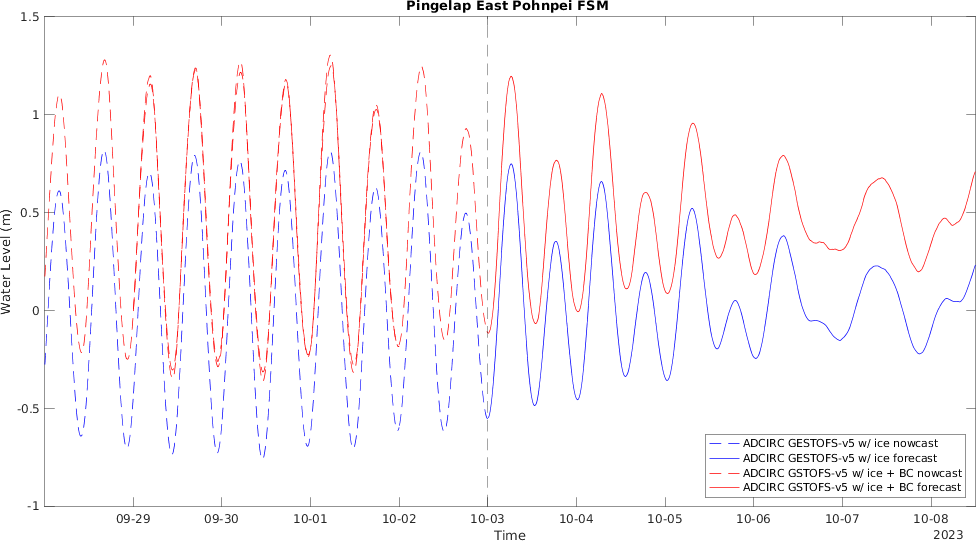 Pingelap East Pohnpei FSM
1.5
1
0.5
0
-0.5
-1
Water Level (m)
09-29 09-30 10-01 10-02 10-03 10-04 10-05 10-06 10-07 10-08
Time
2023
ADCIRC GESTOFS-v5 w/ ice nowcast
ADCIRC GESTOFS-v5 w/ ice forecast
ADCIRC GSTOFS-v5 w/ ice + BC nowcast
ADCIRC GSTOFS-v5 w/ ice + BC forecast